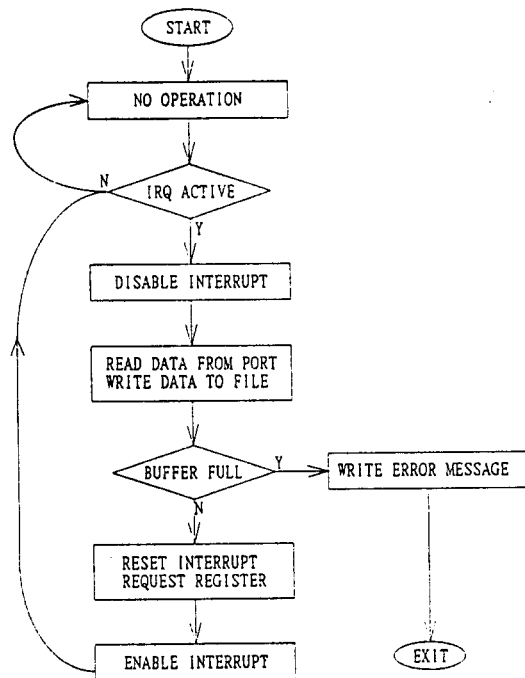 START
NO OPERATION
N
IRQ ACTIVE
Y
DISABLE INTERRUPT
READ DATA FROM PORT
WRITE DATA TO FILE
BUFFER FULL
Y
WRITE ERROR MESSAGE
N
RESET INTERRUPT
REQUEST REGISTER
ENABLE INTERRUPT
EXIT